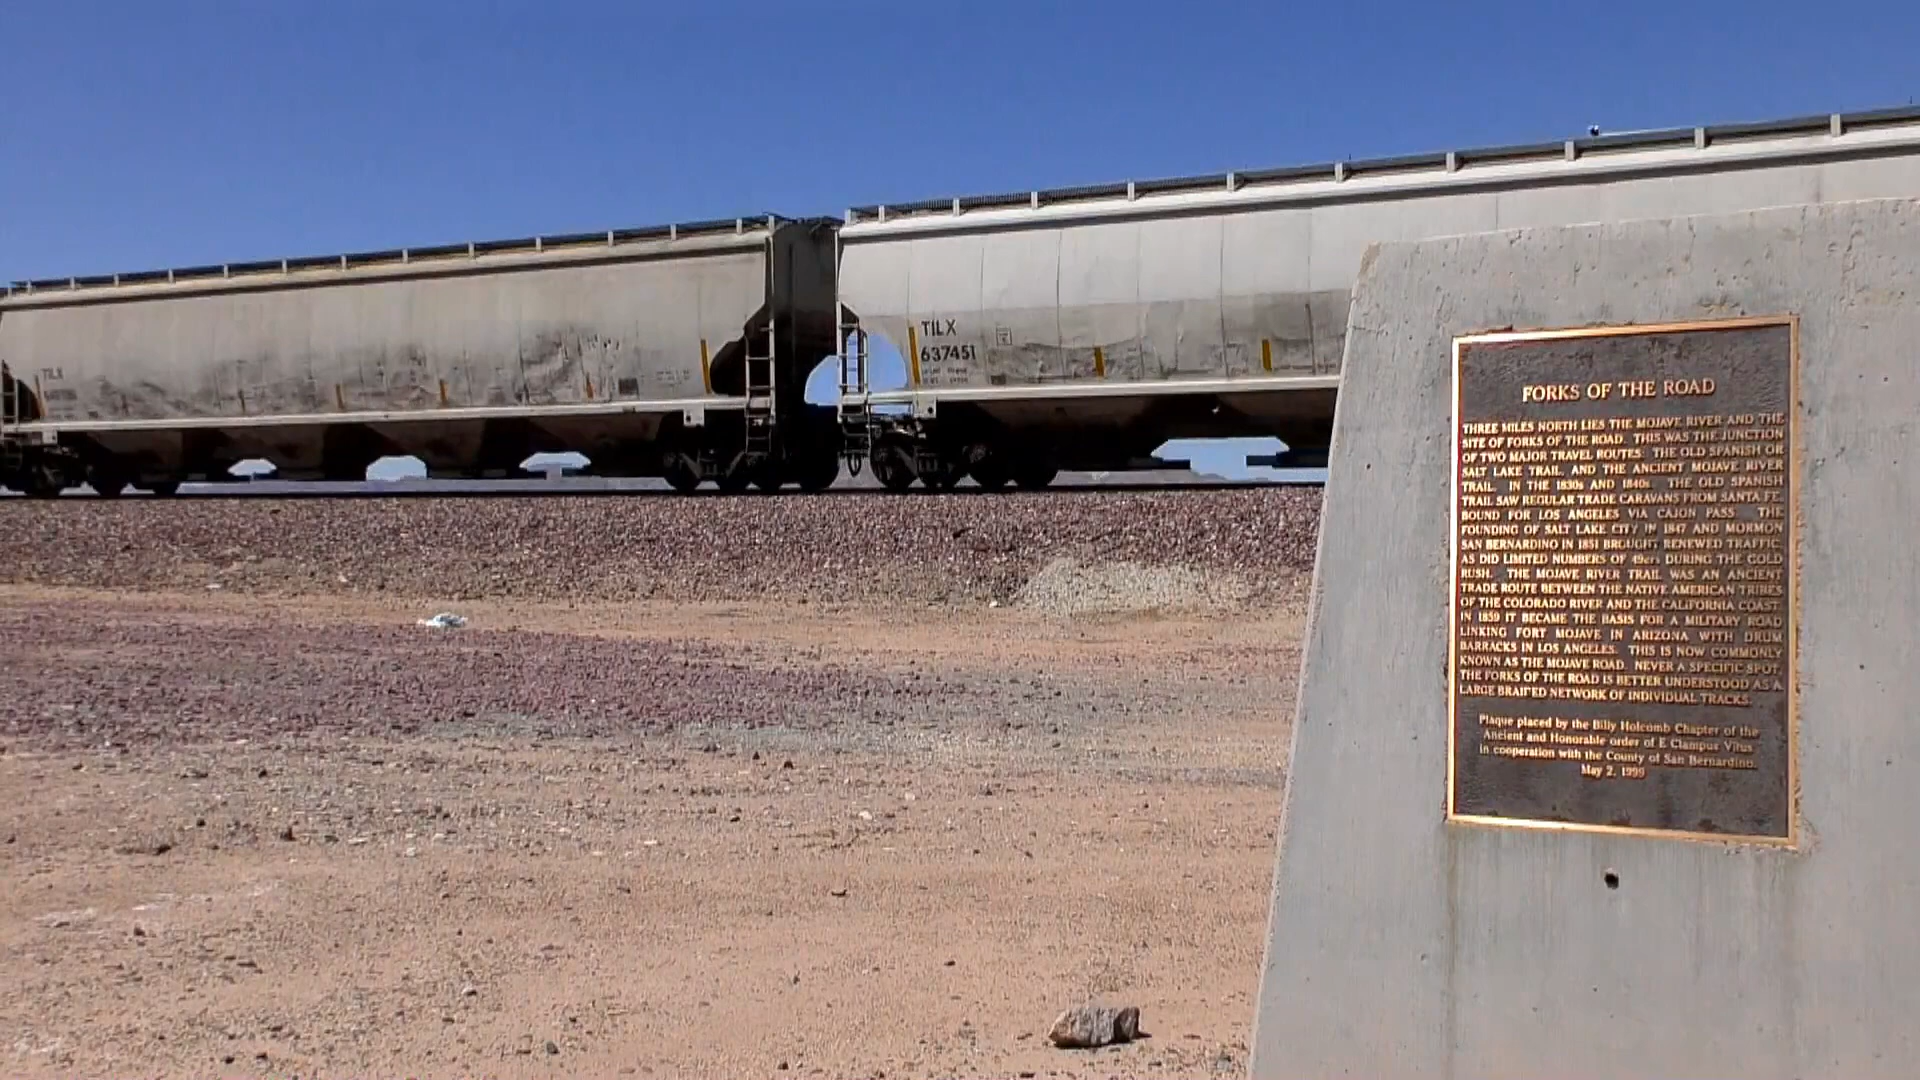 TILX
TILX
637451
FORKS OF THE ROAD
THREE MILES NORTH LIES THE MOJAVE RIVER AND THE
SITE OF FORKS OF THE ROAD. THIS WAS THE JUNCTION
OF TWO MAJOR TRAVEL ROUTES: THE OLD SPANISH OR
SALT LAKE TRAIL, AND THE ANCIENT MOJAVE RIVER
TRAIL. IN THE 1830s AND 1840s THE OLD SPANISH
TRAIL SAW REGULAR TRADE CARAVANS FROM SANTA FE,
BOUND FOR LOS ANGELES VIA CAJON PASS. THE
FOUNDING OF SALT LAKE CITY IN 1847 AND MORMON
SAN BERNARDINO IN 1851 BROUGHT RENEWED TRAFFIC,
AS DID LIMITED NUMBERS OF 49ers DURING THE GOLD
RUSH. THE MOJAVE RIVER TRAIL WAS AN ANCIENT
TRADE ROUTE BETWEEN THE NATIVE AMERICAN TRIBES
OF THE COLORADO RIVER AND THE CALIFORNIA COAST.
IN 1859 IT BECAME THE BASIS FOR A MILITARY ROAD
LINKING FORT MOJAVE IN ARIZONA WITH DRUM
BARRACKS IN LOS ANGELES. THIS IS NOW COMMONLY
KNOWN AS THE MOJAVE ROAD. NEVER A SPECIFIC SPOT,
THE FORKS OF THE ROAD IS BETTER UNDERSTOOD AS A
LARGE BRAIDED NETWORK OF INDIVIDUAL TRACKS.
Plaque placed by the Billy Holcomb Chapter of the
Ancient and Honorable order of E Clampus Vitus
in cooperation with the County of San Bernardino.
May 2, 1999